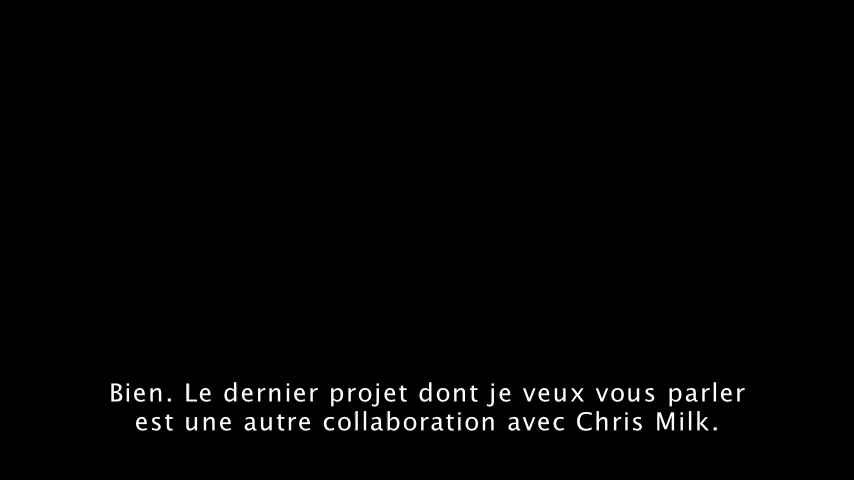 Bien. Le dernier projet dont je veux vous parler
est une autre collaboration avec Chris Milk.